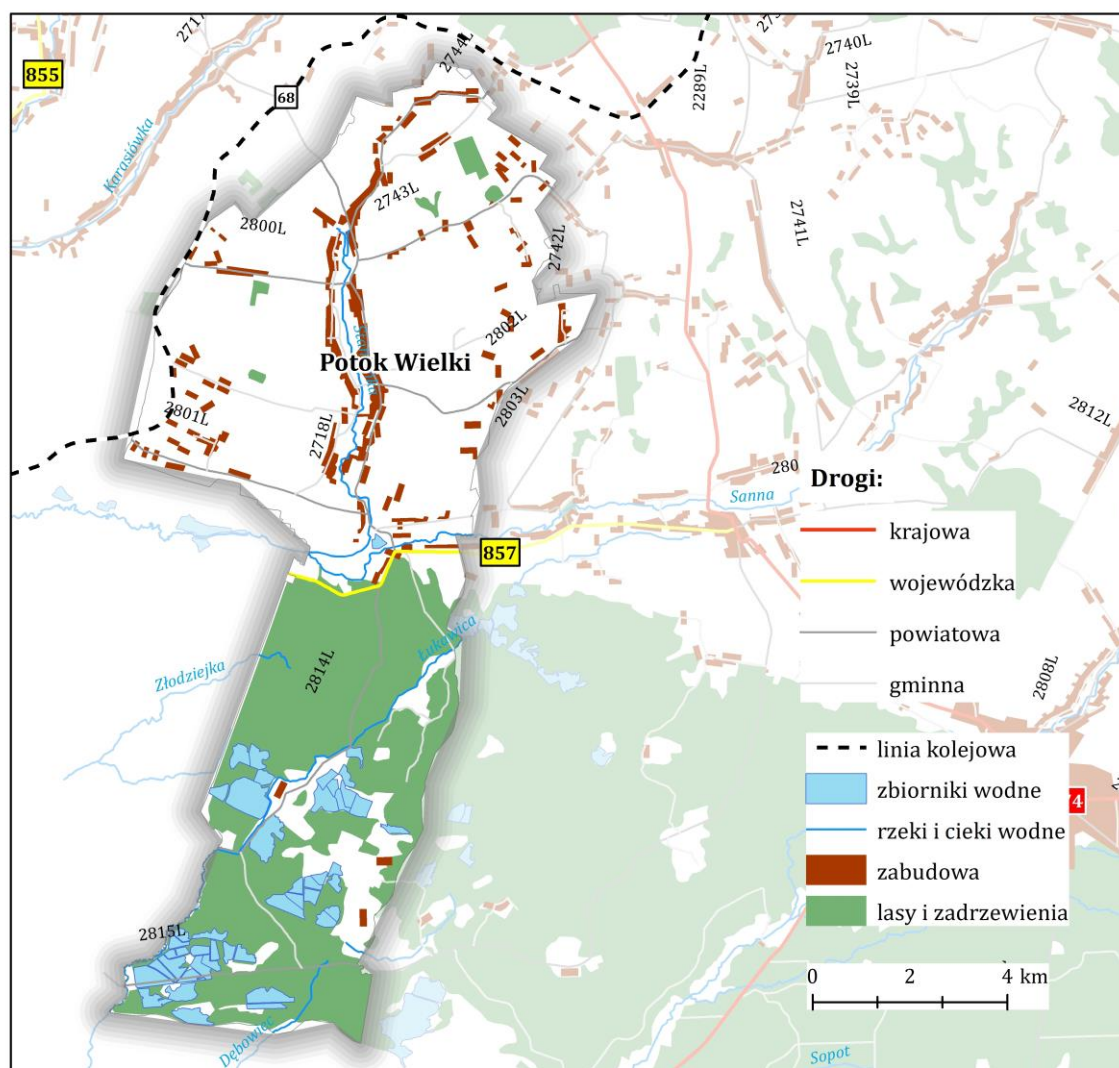 855
2717
2744L
68
2289L
2740L
2739L
Karasiówka
2743L
2800L
2741L
2742L
2802L
Potok Wielki
2801L
2718L
2803L
2812L
280
Sanna
857
Drogi:
krajowa
wojewódzka
powiatowa
gminna
Łukawica
Złodziejka
2814L
2808L
linia kolejowa
zbiorniki wodne
74
rzeki i cieki wodne
zabudowa
lasy i zadrzewienia
2815L
0 2 4 km
Dębowiec
Sopot